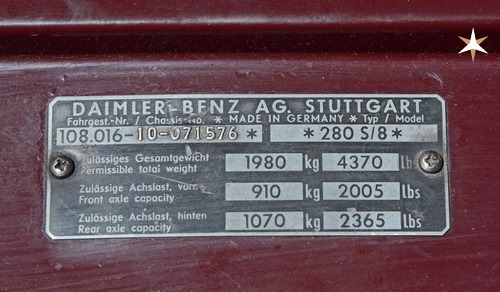 DAIMLER-BENZ AG. STUTTGART
Fahrgest.-Nr. / Chassis-No. * MADE IN GERMANY * Typ / Model
108.016-10-071576 * * 280 S/8 *
Zulässiges Gesamtgewicht 1980 kg 4370 lbs
Permissible total weight
Zulässige Achslast, vorn 910 kg 2005 lbs
Front axle capacity
Zulässige Achslast, hinten 1070 kg 2365 lbs
Rear axle capacity